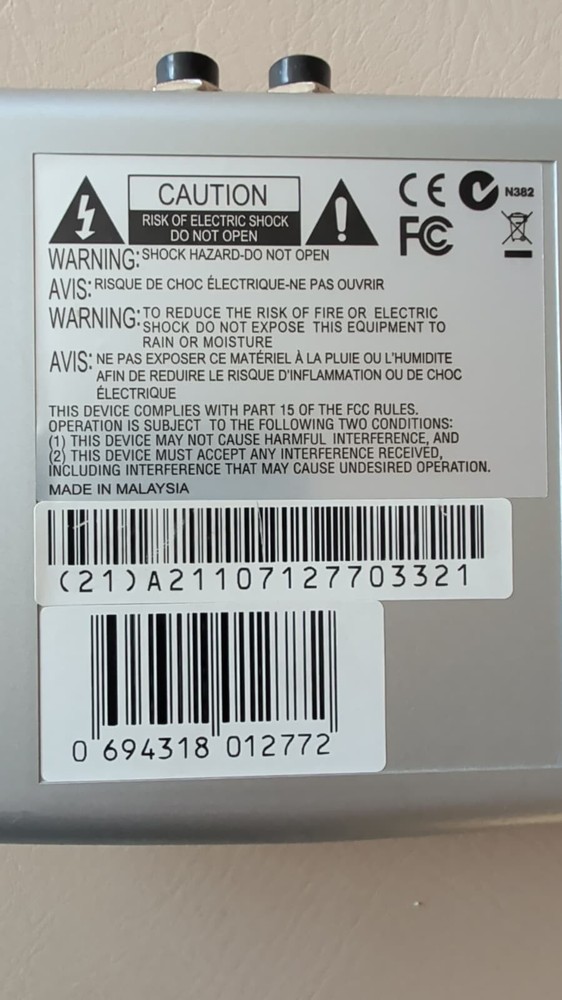 CAUTION
RISK OF ELECTRIC SHOCK
DO NOT OPEN
CE
N382
FC
WARNING: SHOCK HAZARD-DO NOT OPEN
AVIS: RISQUE DE CHOC ÉLECTRIQUE-NE PAS OUVRIR
WARNING: TO REDUCE THE RISK OF FIRE OR ELECTRIC
SHOCK DO NOT EXPOSE THIS EQUIPMENT TO
RAIN OR MOISTURE
AVIS: NE PAS EXPOSER CE MATÉRIEL À LA PLUIE OU L'HUMIDITE
AFIN DE REDUIRE LE RISQUE D'INFLAMMATION OU DE CHOC
ÉLECTRIQUE
THIS DEVICE COMPLIES WITH PART 15 OF THE FCC RULES.
OPERATION IS SUBJECT TO THE FOLLOWING TWO CONDITIONS:
(1) THIS DEVICE MAY NOT CAUSE HARMFUL INTERFERENCE, AND
(2) THIS DEVICE MUST ACCEPT ANY INTERFERENCE RECEIVED,
INCLUDING INTERFERENCE THAT MAY CAUSE UNDESIRED OPERATION.
MADE IN MALAYSIA
(21)A21107127703321
0 694318 012772